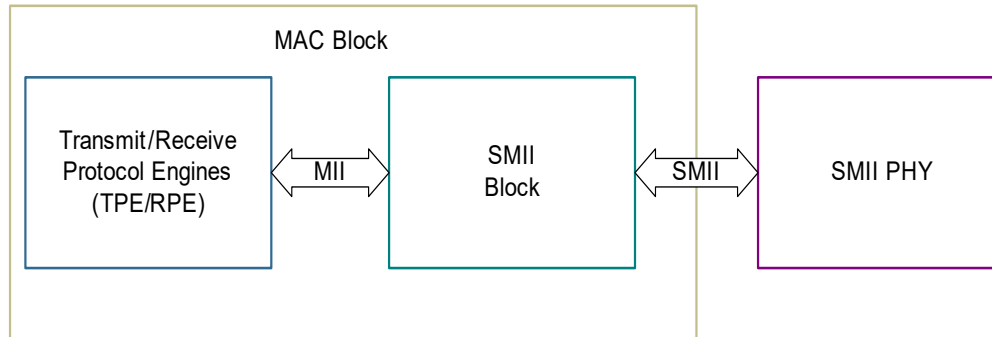 MAC Block
Transmit/Receive
Protocol Engines
(TPE/RPE)
MII
SMII
Block
SMII
SMII PHY